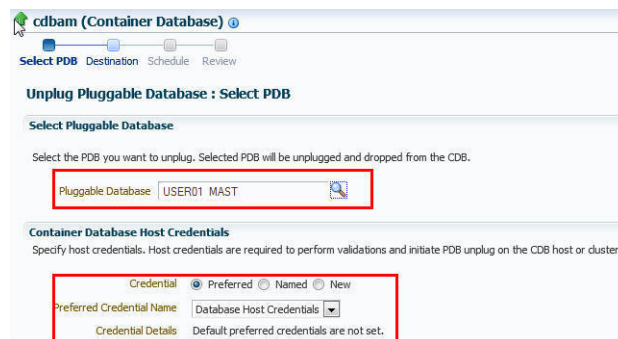 cdbam (Container Database)
Select PDB Destination Schedule Review
Unplug Pluggable Database : Select PDB
Select Pluggable Database
Select the PDB you want to unplug. Selected PDB will be unplugged and dropped from the CDB.
Pluggable Database USER01 MAST
Container Database Host Credentials
Specify host credentials. Host credentials are required to perform validations and initiate PDB unplug on the CDB host or cluster
Credential Preferred Named New
Preferred Credential Name Database Host Credentials
Credential Details Default preferred credentials are not set.